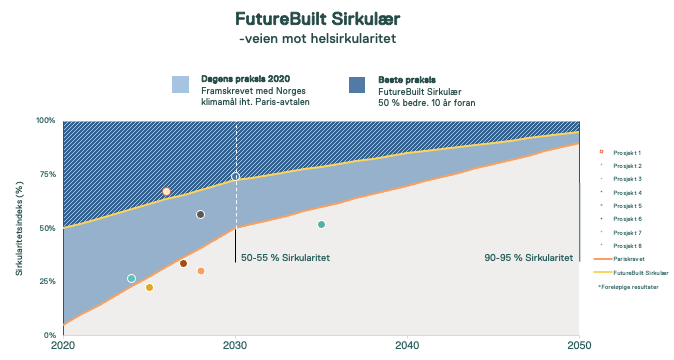 FutureBuilt Sirkulær
-veien mot helsirkularitet
Dagens praksis 2020
Framskrevet med Norges
klimamål iht. Paris-avtalen
Beste praksis
FutureBuilt Sirkulær
50 % bedre. 10 år foran
Sirkularitetsindeks (%)
100%
75%
50%
25%
0%
50-55 % Sirkularitet
90-95 % Sirkularitet
2020
2030
2040
2050
Prosjekt 1
Prosjekt 2
Prosjekt 3
Prosjekt 4
Prosjekt 5
Prosjekt 6
Prosjekt 7
Prosjekt 8
Pariskravet
FutureBuilt Sirkulær
*Foreløpige resultater